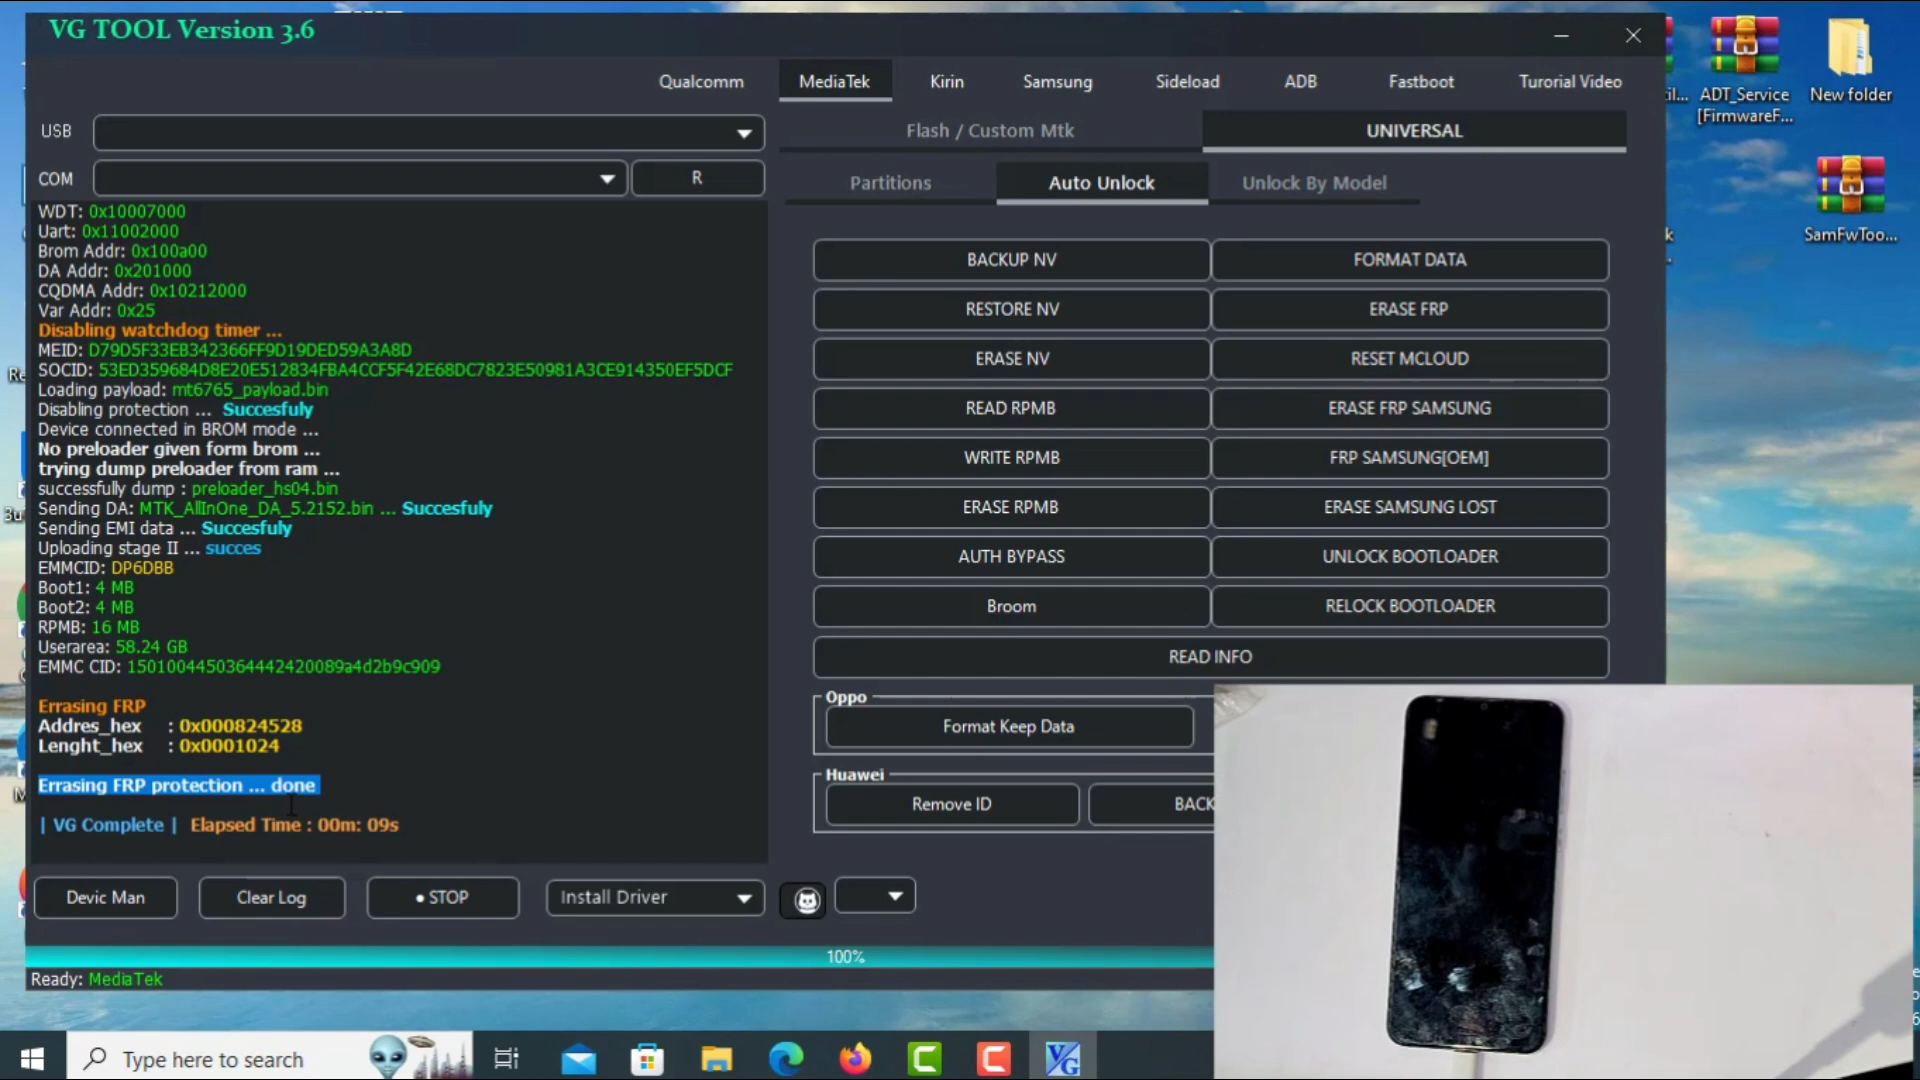 VG TOOL Version 3.6
Qualcomm
MediaTek
Kirin
Samsung
Sideload
ADB
Fastboot
Turorial Video
USB
COM
R
Flash / Custom Mtk
UNIVERSAL
Partitions
Auto Unlock
Unlock By Model
WDT: 0x10007000
Uart: 0x11002000
Brom Addr: 0x100a00
DA Addr: 0x201000
CQDMA Addr: 0x10212000
Var Addr: 0x25
Disabling watchdog timer ...
MEID: D79D5F33EB342366FF9D19DED59A3A8D
SOCID: 53ED359684D8E20E512834FBA4CCF5F42E68DC7823E50981A3CE914350EF5DCF
Loading payload: mt6765_payload.bin
Disabling protection ... Succesfuly
Device connected in BROM mode ...
No preloader given form brom ...
trying dump preloader from ram ...
successfully dump : preloader_hs04.bin
Sending DA: MTK_AllInOne_DA_5.2152.bin ... Succesfuly
Sending EMI data ... Succesfuly
Uploading stage II ... succes
EMMCID: DP6DBB
Boot1: 4 MB
Boot2: 4 MB
RPMB: 16 MB
Userarea: 58.24 GB
EMMC CID: 1501004450364442420089a4d2b9c909
Errasing FRP
Addres_hex : 0x000824528
Lenght_hex : 0x0001024
Errasing FRP protection ... done
| VG Complete | Elapsed Time : 00m: 09s
BACKUP NV
FORMAT DATA
RESTORE NV
ERASE FRP
ERASE NV
RESET MCLOUD
READ RPMB
ERASE FRP SAMSUNG
WRITE RPMB
FRP SAMSUNG[OEM]
ERASE RPMB
ERASE SAMSUNG LOST
AUTH BYPASS
UNLOCK BOOTLOADER
Broom
RELOCK BOOTLOADER
READ INFO
Oppo
Format Keep Data
Huawei
Remove ID
BACK
Devic Man
Clear Log
• STOP
Install Driver
100%
Ready: MediaTek
ADT_Service
[FirmwareF...
New folder
SamFwToo...
Type here to search